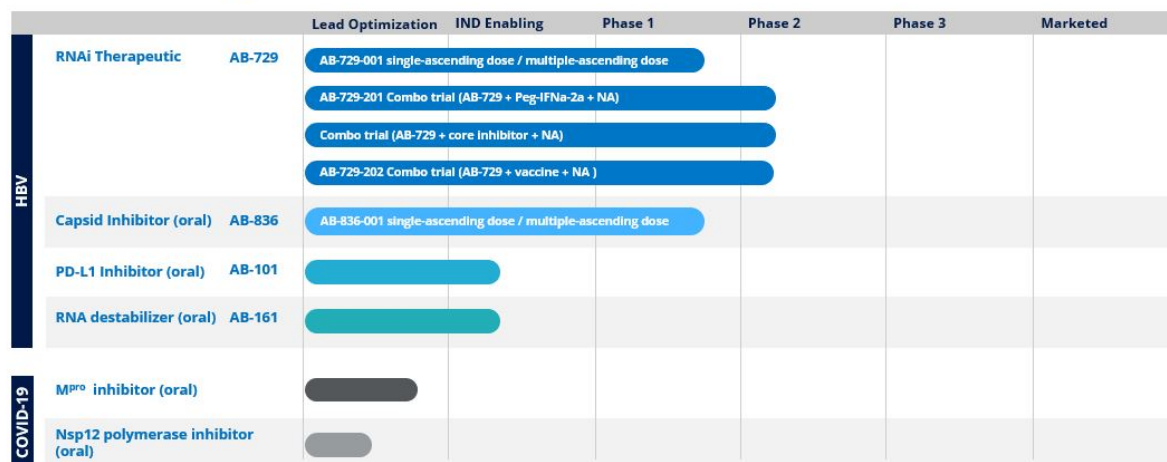 Lead Optimization IND Enabling Phase 1 Phase 2 Phase 3 Marketed
HBV
RNAi Therapeutic AB-729
AB-729-001 single-ascending dose / multiple-ascending dose
AB-729-201 Combo trial (AB-729 + Peg-IFNa-2a + NA)
Combo trial (AB-729 + core inhibitor + NA)
AB-729-202 Combo trial (AB-729 + vaccine + NA )
Capsid Inhibitor (oral) AB-836
AB-836-001 single-ascending dose / multiple-ascending dose
PD-L1 Inhibitor (oral) AB-101
RNA destabilizer (oral) AB-161
COVID-19
Mᵖʳᵒ inhibitor (oral)
Nsp12 polymerase inhibitor
(oral)